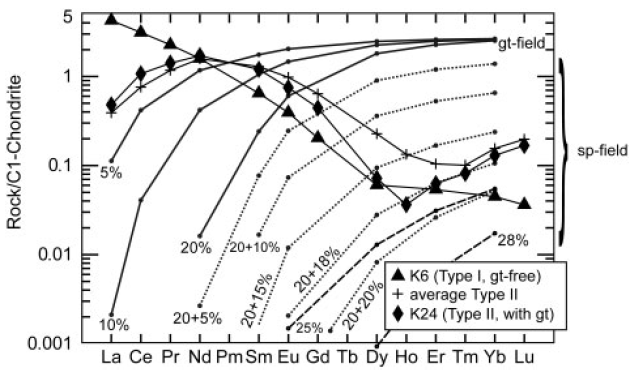 5
1
0.1
0.01
0.001
Rock/C1-Chondrite
gt-field
sp-field
5%
10%
20%
20+10%
20+5%
20+15%
20+18%
25%
20+20%
28%
K6 (Type I, gt-free)
average Type II
K24 (Type II, with gt)
La Ce Pr Nd Pm Sm Eu Gd Tb Dy Ho Er Tm Yb Lu